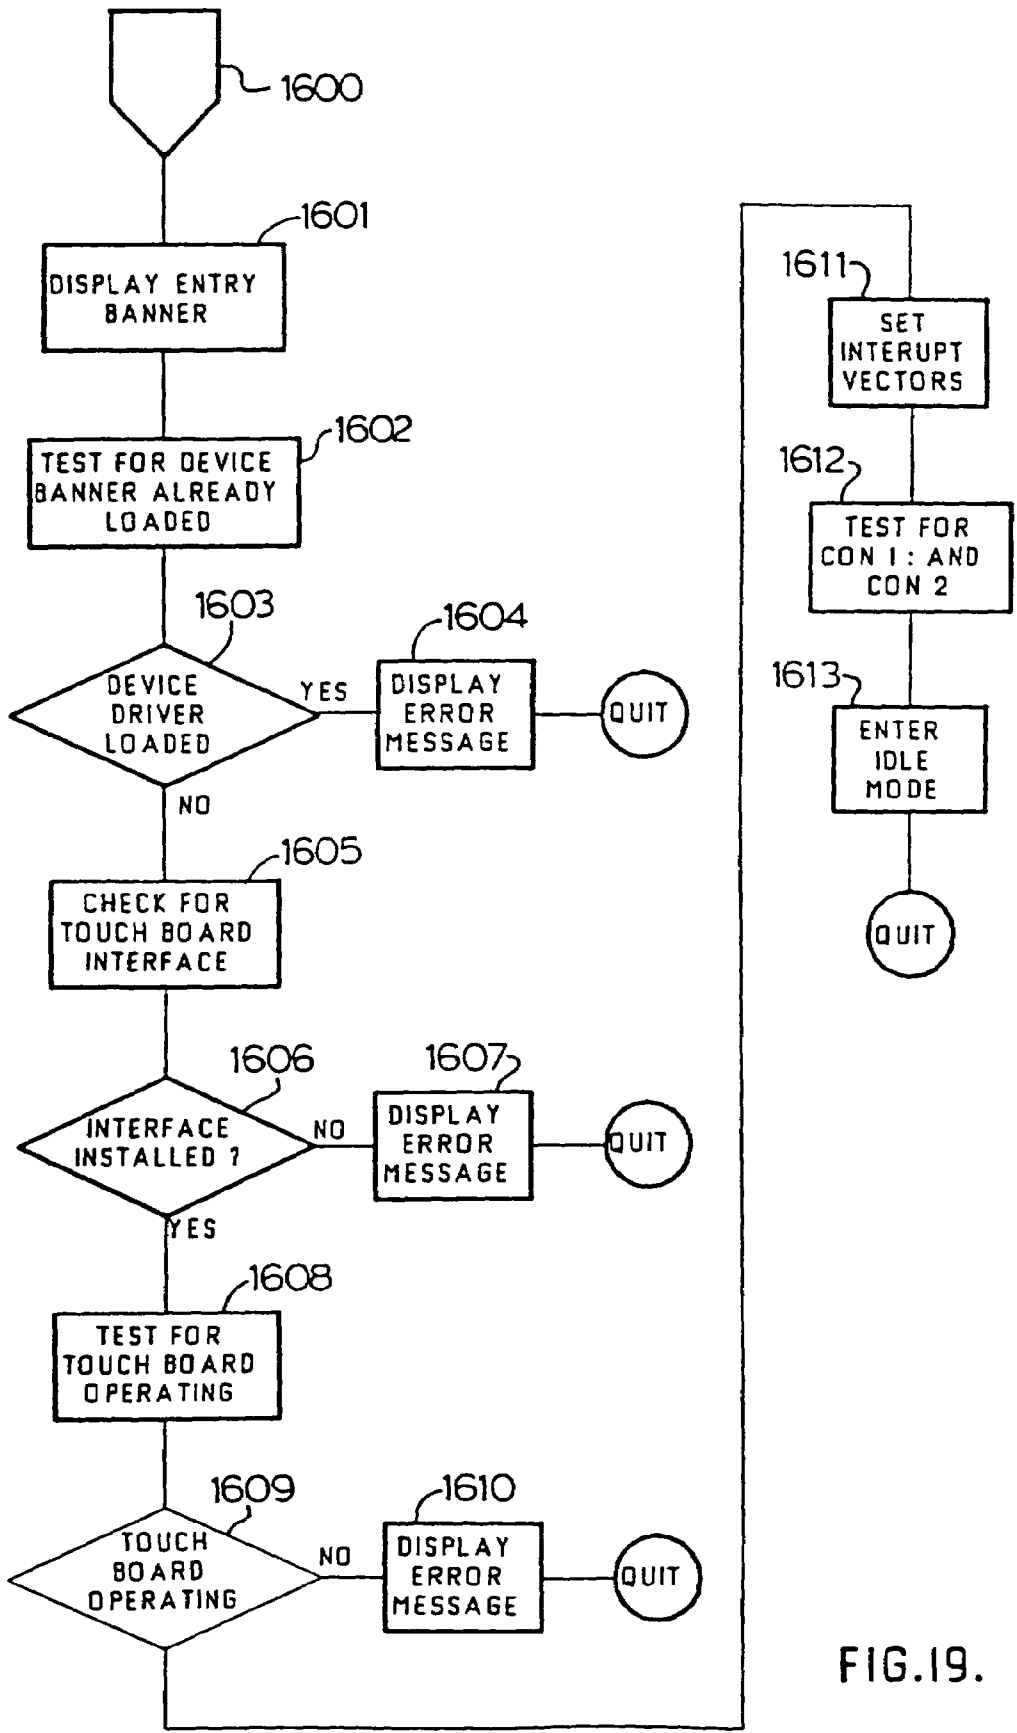 1600
1601
DISPLAY ENTRY
BANNER
1602
TEST FOR DEVICE
BANNER ALREADY
LOADED
1603
DEVICE
DRIVER
LOADED
YES
NO
1604
DISPLAY
ERROR
MESSAGE
QUIT
1605
CHECK FOR
TOUCH BOARD
INTERFACE
1606
INTERFACE
INSTALLED ?
NO
YES
1607
DISPLAY
ERROR
MESSAGE
QUIT
1608
TEST FOR
TOUCH BOARD
OPERATING
1609
TOUCH
BOARD
OPERATING
NO
1610
DISPLAY
ERROR
MESSAGE
QUIT
1611
SET
INTERUPT
VECTORS
1612
TEST FOR
CON 1 : AND
CON 2
1613
ENTER
IDLE
MODE
QUIT
FIG.19.